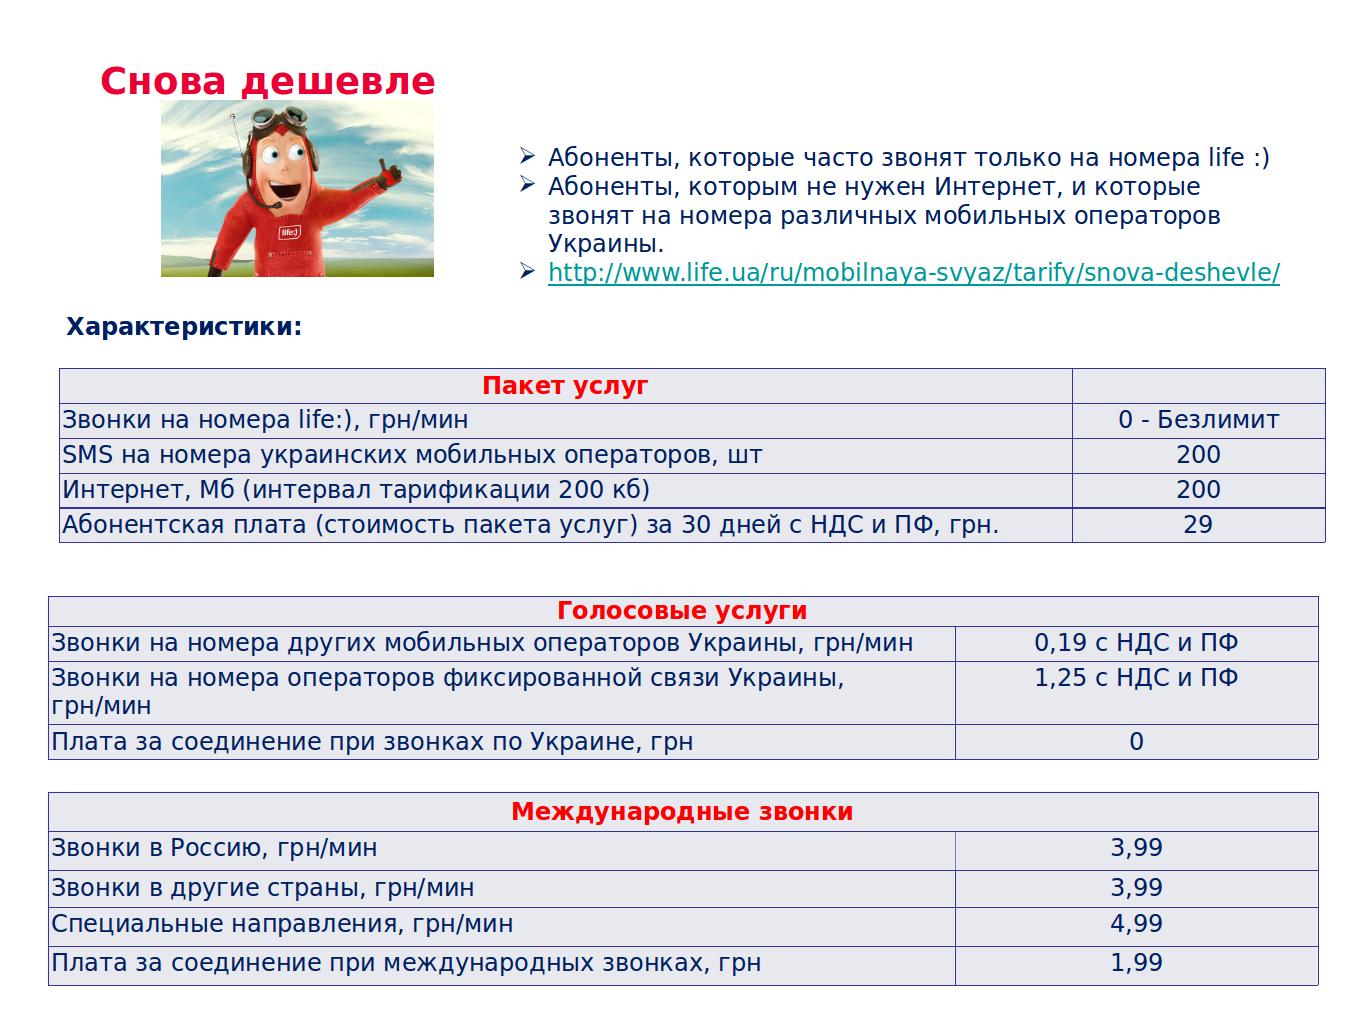 Снова дешевле
life:)
Абоненты, которые часто звонят только на номера life :)
Абоненты, которым не нужен Интернет, и которые
звонят на номера различных мобильных операторов
Украины.
http://www.life.ua/ru/mobilnaya-svyaz/tarify/snova-deshevle/
Характеристики:
Пакет услуг
Звонки на номера life:), грн/мин 0 - Безлимит
SMS на номера украинских мобильных операторов, шт 200
Интернет, Мб (интервал тарификации 200 кб) 200
Абонентская плата (стоимость пакета услуг) за 30 дней с НДС и ПФ, грн. 29
Голосовые услуги
Звонки на номера других мобильных операторов Украины, грн/мин 0,19 с НДС и ПФ
Звонки на номера операторов фиксированной связи Украины, 1,25 с НДС и ПФ
грн/мин
Плата за соединение при звонках по Украине, грн 0
Международные звонки
Звонки в Россию, грн/мин 3,99
Звонки в другие страны, грн/мин 3,99
Специальные направления, грн/мин 4,99
Плата за соединение при международных звонках, грн 1,99